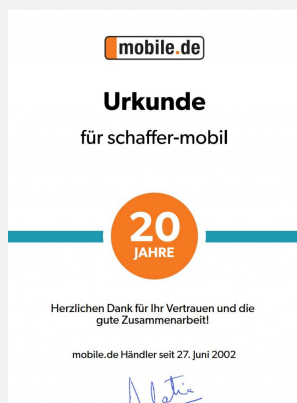 mobile.de
Urkunde
für schaffer-mobil
20
JAHRE
Herzlichen Dank für Ihr Vertrauen und die
gute Zusammenarbeit!
mobile.de Händler seit 27. Juni 2002